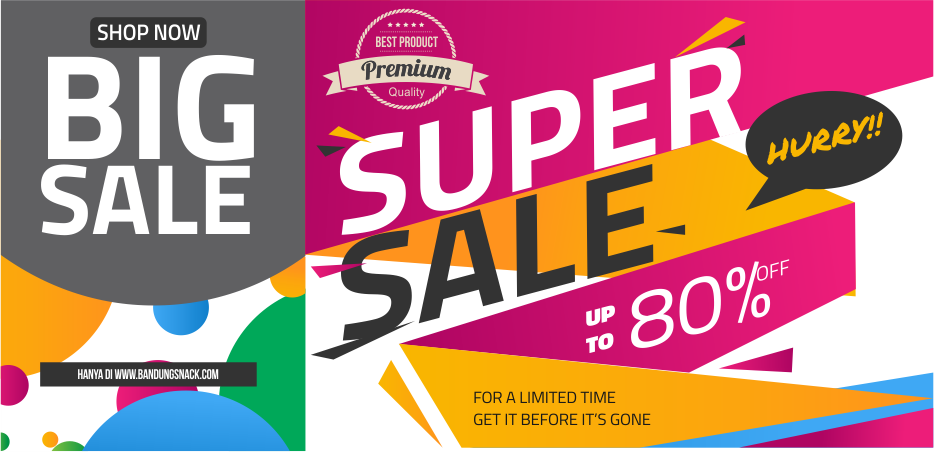 SHOP NOW
BIG
SALE
HANYA DI WWW.BANDUNGSNACK.COM
BEST PRODUCT
Premium
Quality
SUPER
SALE
HURRY!!
UP
TO
80% OFF
FOR A LIMITED TIME
GET IT BEFORE IT'S GONE